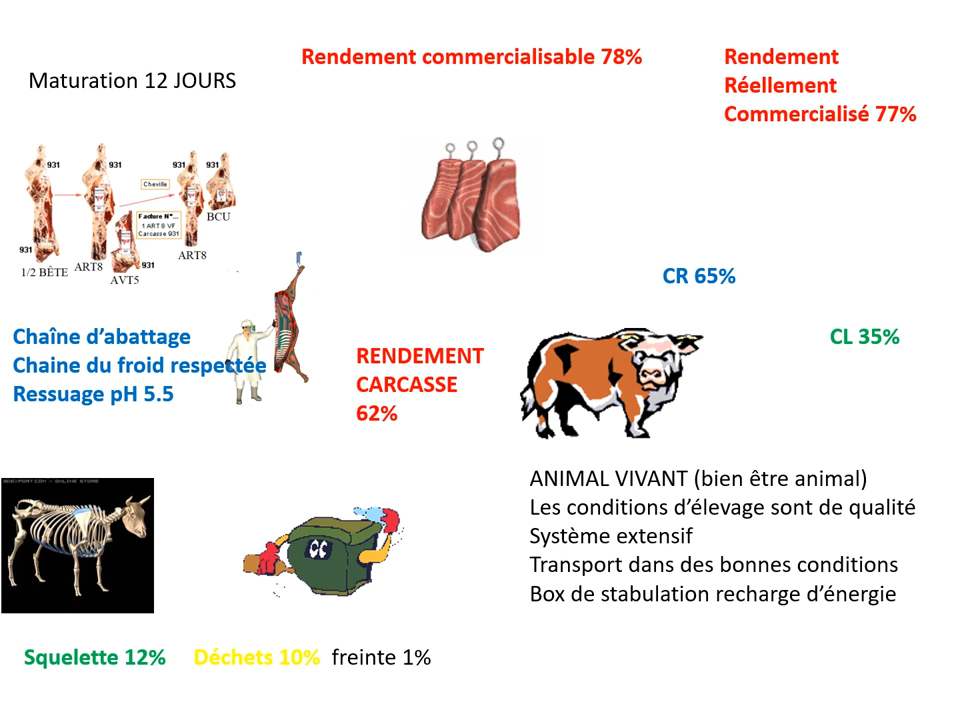 Rendement commercialisable 78%
Rendement
Réellement
Commercialisé 77%
Maturation 12 JOURS
931
931
931
931
Cheville
Facture N°...
1 ART 8 VF
Carcasse 931
BCU
931
931
1/2 BÊTE
ART8
AVT5
ART8
CR 65%
CL 35%
Chaîne d’abattage
Chaine du froid respectée
Ressuage pH 5.5
RENDEMENT
CARCASSE
62%
ANIMAL VIVANT (bien être animal)
Les conditions d’élevage sont de qualité
Système extensif
Transport dans des bonnes conditions
Box de stabulation recharge d’énergie
CC
Squelette 12%
Déchets 10% freinte 1%